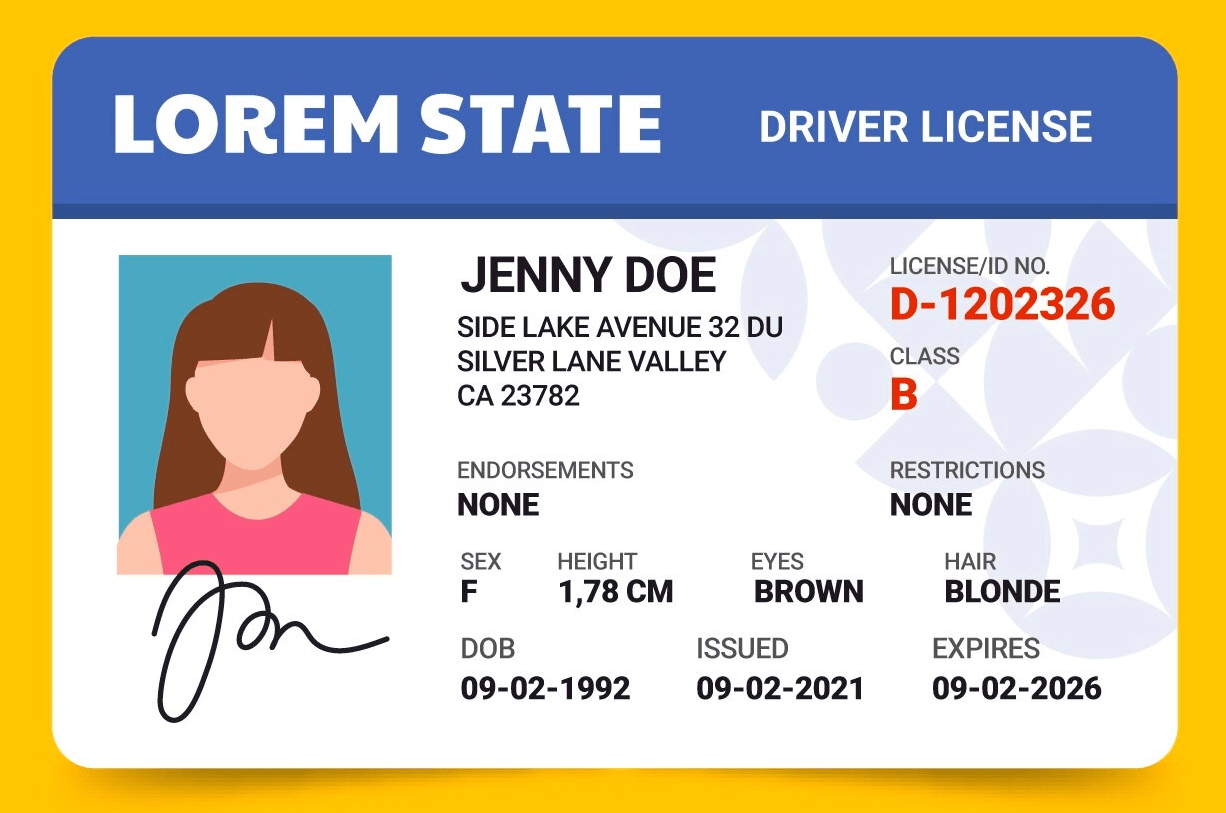 LOREM STATE
DRIVER LICENSE
JENNY DOE
SIDE LAKE AVENUE 32 DU
SILVER LANE VALLEY
CA 23782
LICENSE/ID NO.
D-1202326
CLASS
B
ENDORSEMENTS
NONE
RESTRICTIONS
NONE
SEX
F
HEIGHT
1,78 CM
EYES
BROWN
HAIR
BLONDE
DOB
09-02-1992
ISSUED
09-02-2021
EXPIRES
09-02-2026